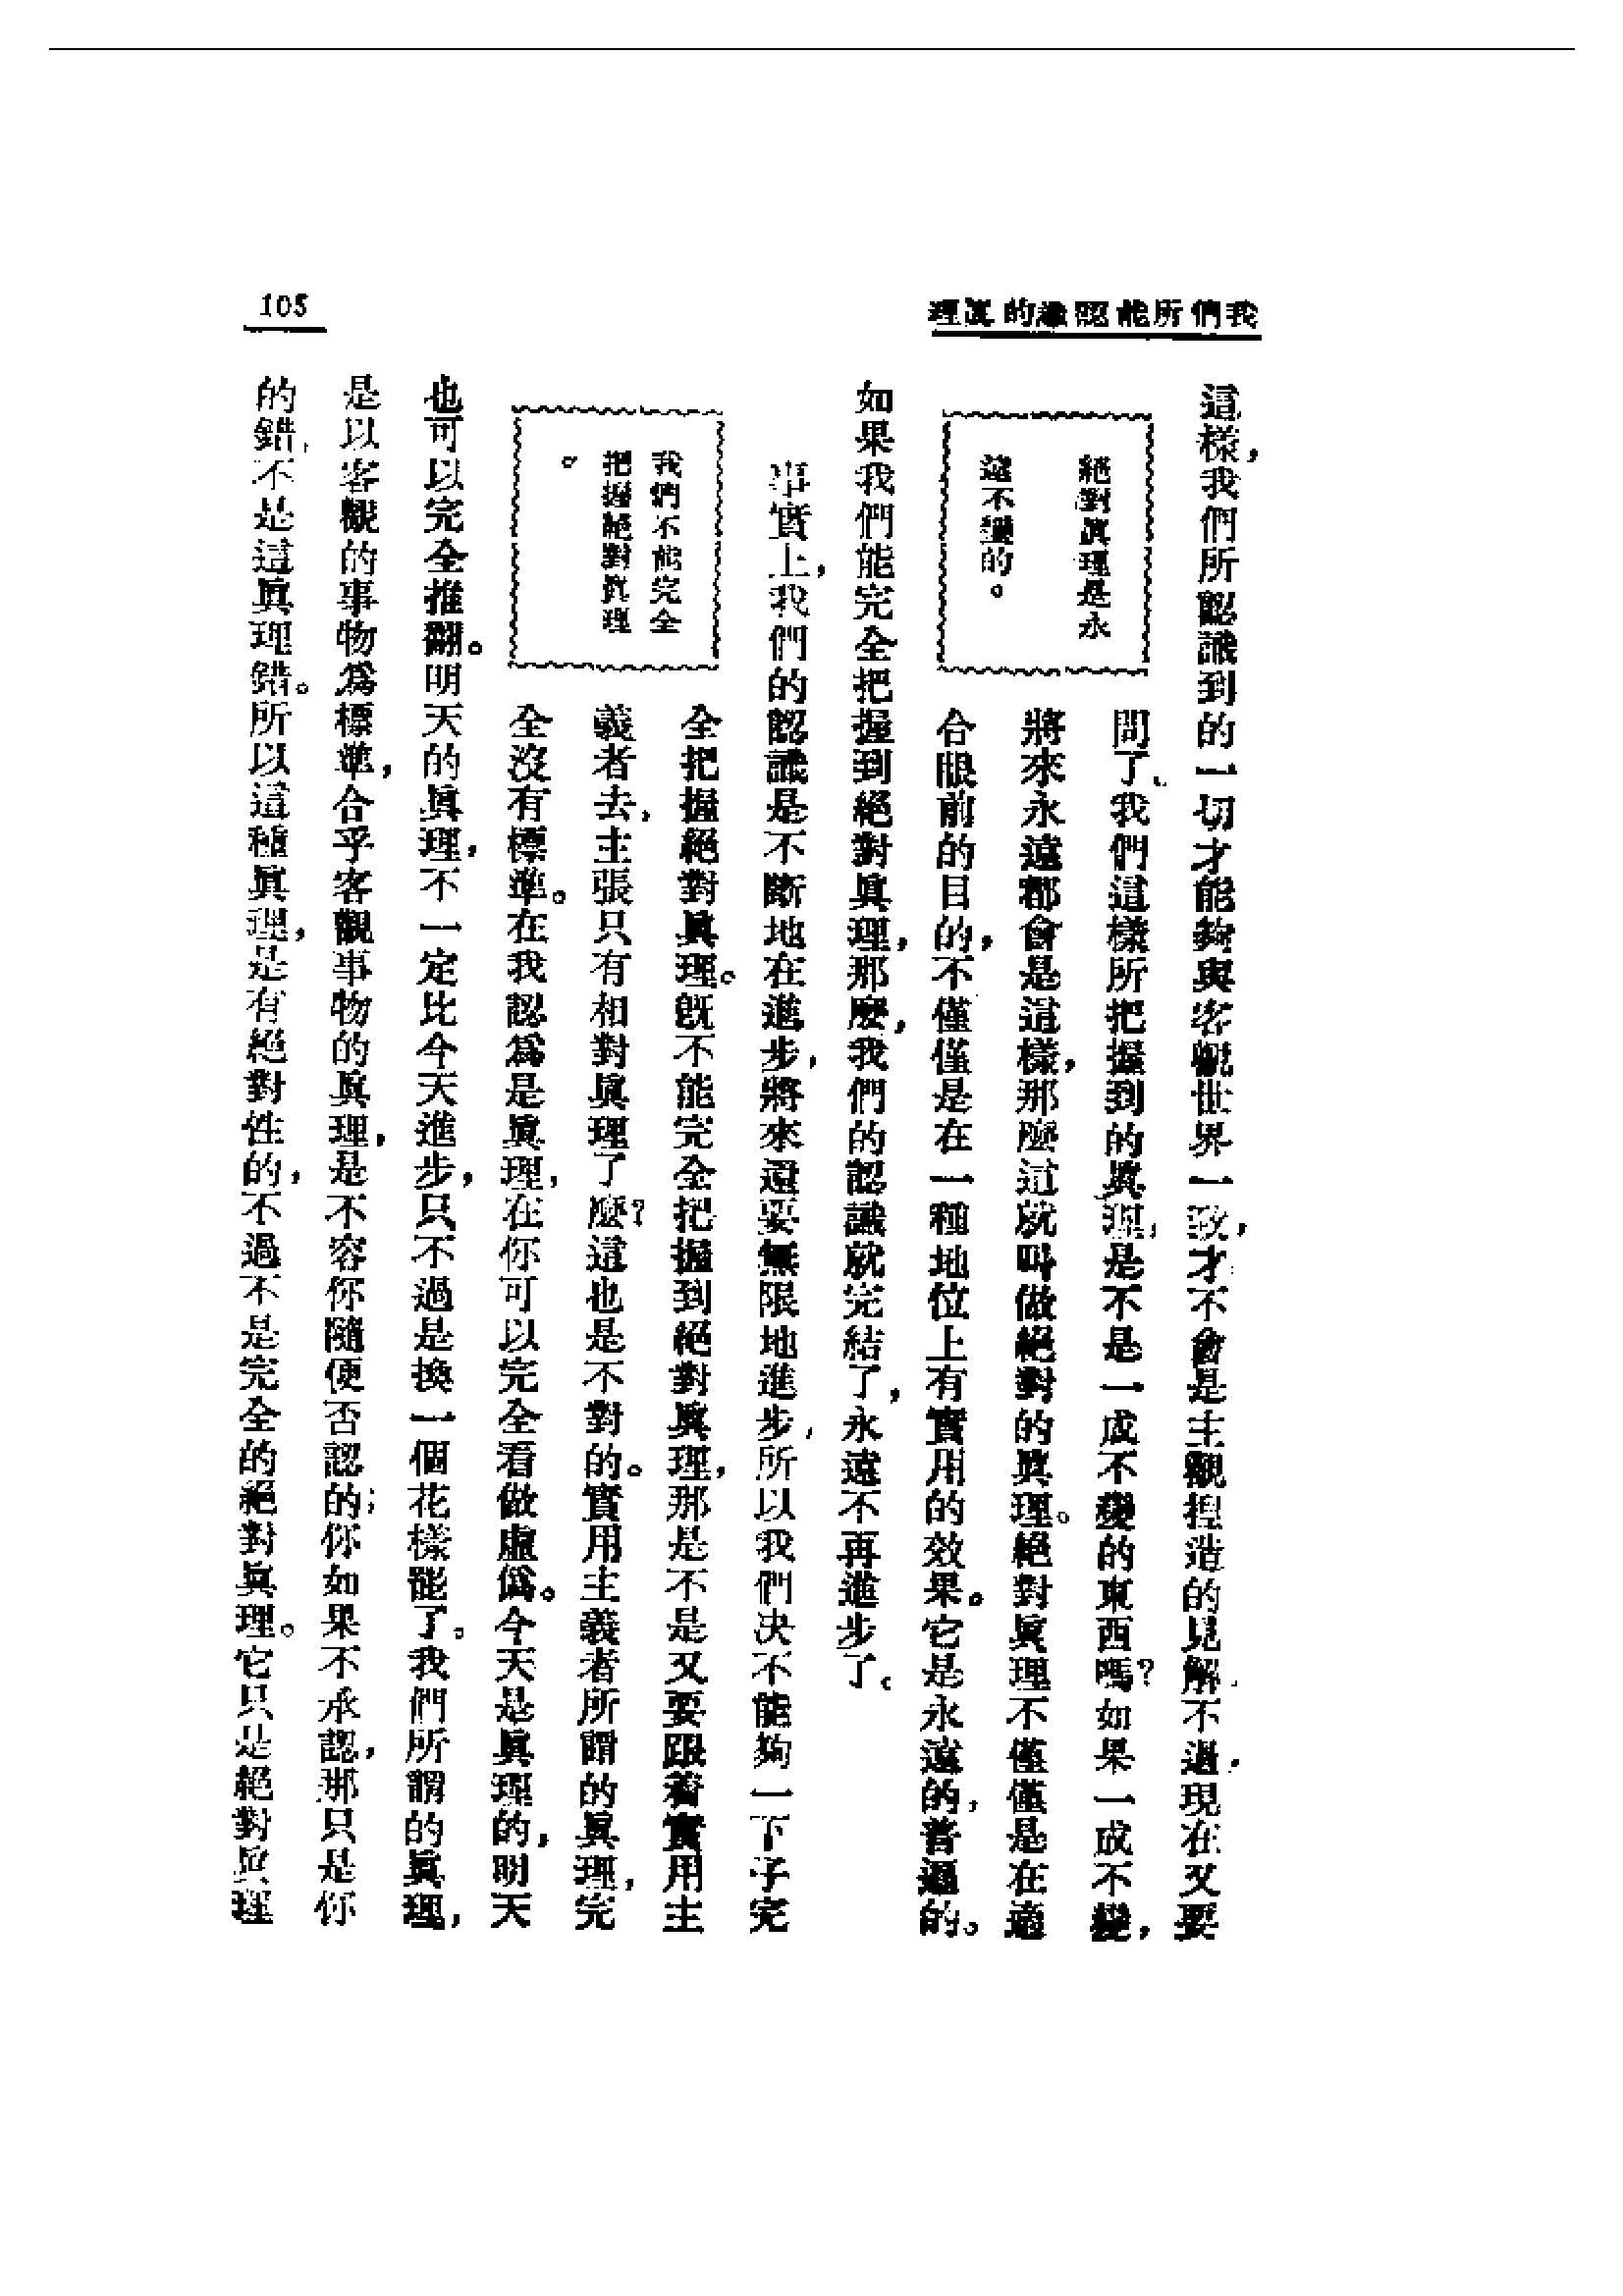 我們所能認識的眞理
105
這樣,我們所認識到的一切才能夠與客觀世界一致,才不會是主觀捏造的見解,不過,現在又要
問了。我們這樣所把握到的眞理,是不是一成不變的東西嗎?如果一成不變,
將來永遠都會是這樣,那麼這就叫做絕對的眞理。絕對眞理不僅僅是在適
合眼前的目的,不僅僅是在一種地位上有實用的效果。它是永遠的,普遍的。
絕對眞理是永
遠不變的。
如果我們能完全把握到絕對眞理,那麼,我們的認識就完結了,永遠不再進步了。
事實上,我們的認識是不斷地在進步,將來還要無限地進步,所以我們決不能夠一下子完
全把握絕對眞理。旣不能完全把握到絕對眞理,那是不是又要跟着實用主
義者去,主張只有相對眞理了麼?這也是不對的。實用主義者所謂的眞理,完
全沒有標準。在我認爲是眞理,在你可以完全看做虛僞。今天是眞理的,明天
我們不能完全
把握絕對眞理
。
也可以完全推翻。明天的眞理,不一定比今天進步,只不過是換一個花樣罷了。我們所謂的眞理,
是以客觀的事物爲標準,合乎客觀事物的眞理,是不容你隨便否認的;你如果不承認,那只是你
的錯,不是這眞理錯。所以這種眞理,是有絕對性的,不過不是完全的絕對眞理。它只是絕對眞理